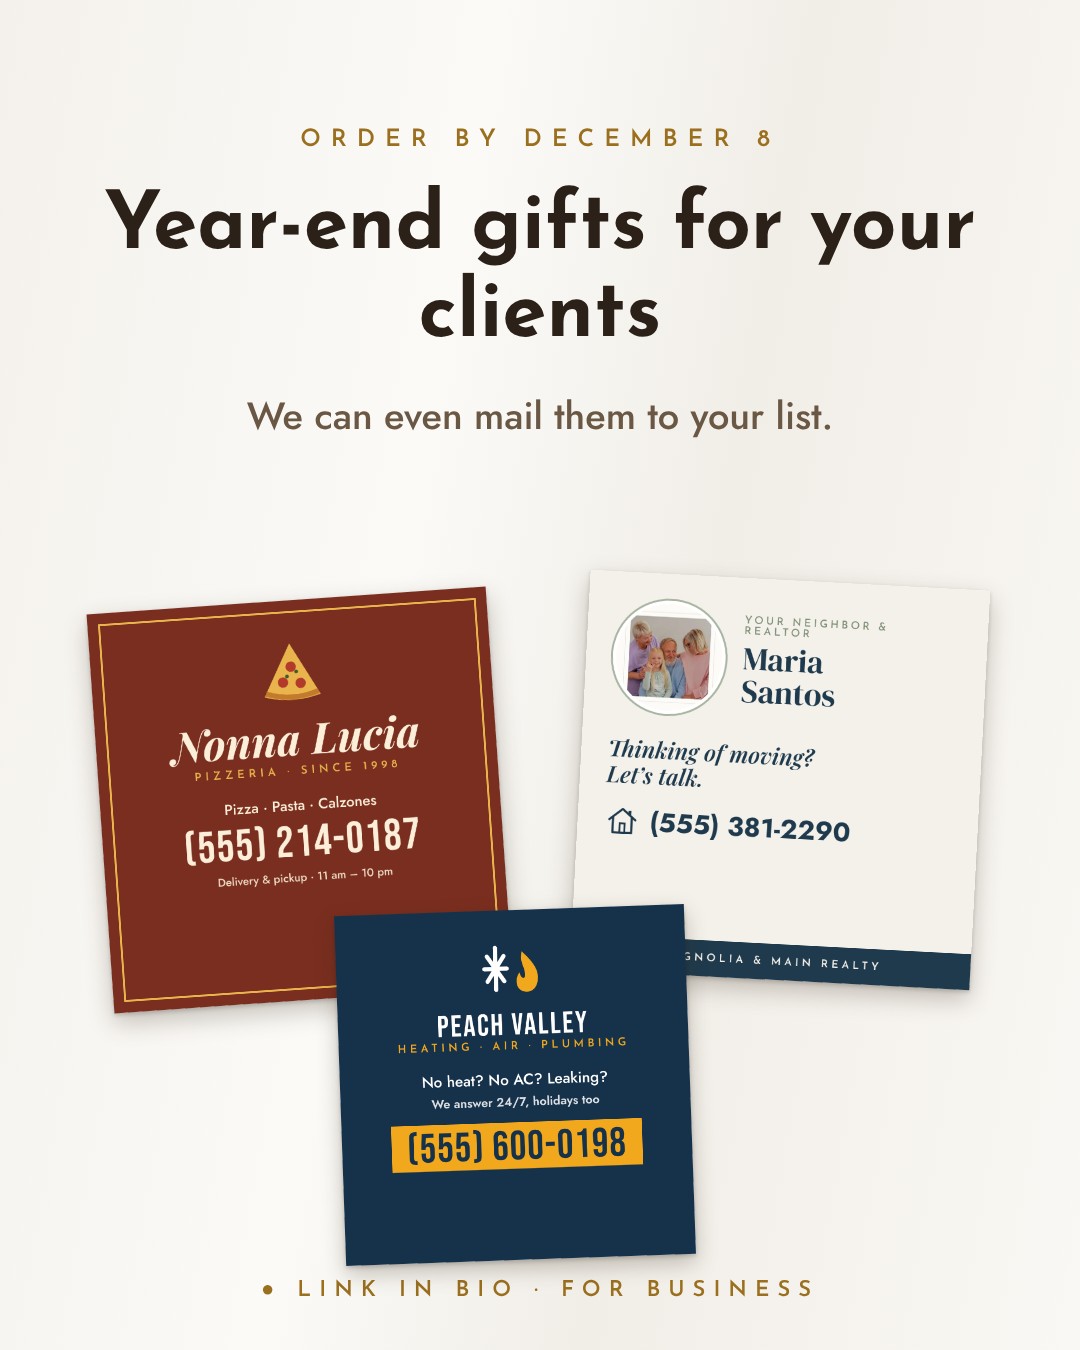 ORDER BY DECEMBER 8
Year-end gifts for your
clients
We can even mail them to your list.
Nonna Lucia
PIZZERIA · SINCE 1998
Pizza · Pasta · Calzones
(555) 214-0187
Delivery & pickup · 11 am – 10 pm
YOUR NEIGHBOR &
REALTOR
Maria
Santos
Thinking of moving?
Let's talk.
(555) 381-2290
GNOLIA & MAIN REALTY
PEACH VALLEY
HEATING · AIR · PLUMBING
No heat? No AC? Leaking?
We answer 24/7, holidays too
(555) 600-0198
• LINK IN BIO · FOR BUSINESS